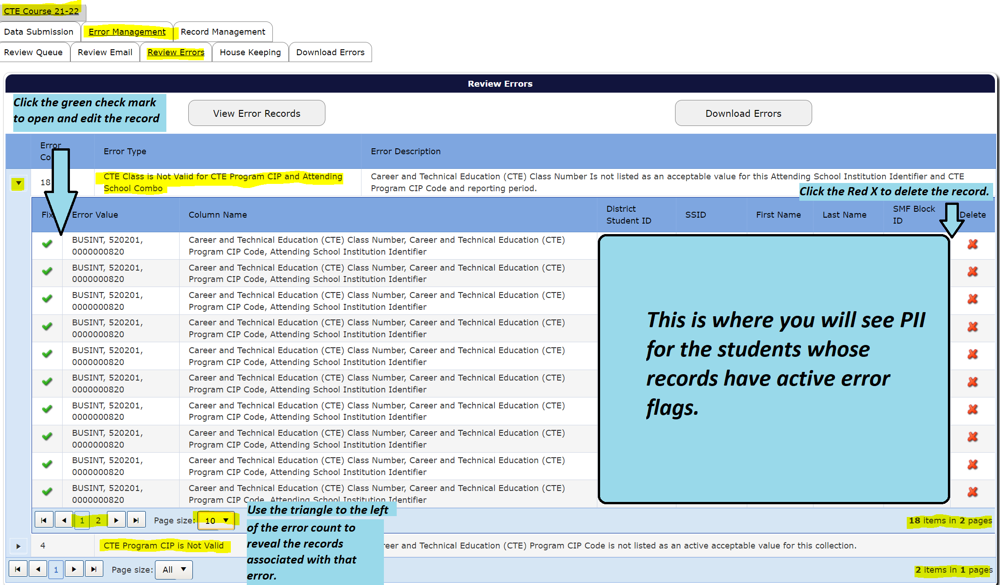 CTE Course 21-22
Data Submission Error Management Record Management
Review Queue Review Email Review Errors House Keeping Download Errors
Review Errors
Click the green check mark
to open and edit the record
View Error Records Download Errors
Error
Co
Error Type Error Description
18 CTE Class is Not Valid for CTE Program CIP and Attending
School Combo
Career and Technical Education (CTE) Class Number Is not listed as an acceptable value for this Attending School Institution Identifier and CTE
Program CIP Code and reporting period.
Click the Red X to delete the record.
Fix Error Value Column Name District
Student ID SSID First Name Last Name SMF Block
ID Delete
BUSINT, 520201, Career and Technical Education (CTE) Class Number, Career and Technical Education (CTE)
0000000820 Program CIP Code, Attending School Institution Identifier
BUSINT, 520201, Career and Technical Education (CTE) Class Number, Career and Technical Education (CTE)
0000000820 Program CIP Code, Attending School Institution Identifier
BUSINT, 520201, Career and Technical Education (CTE) Class Number, Career and Technical Education (CTE)
0000000820 Program CIP Code, Attending School Institution Identifier
BUSINT, 520201, Career and Technical Education (CTE) Class Number, Career and Technical Education (CTE)
0000000820 Program CIP Code, Attending School Institution Identifier
BUSINT, 520201, Career and Technical Education (CTE) Class Number, Career and Technical Education (CTE)
0000000820 Program CIP Code, Attending School Institution Identifier
BUSINT, 520201, Career and Technical Education (CTE) Class Number, Career and Technical Education (CTE)
0000000820 Program CIP Code, Attending School Institution Identifier
BUSINT, 520201, Career and Technical Education (CTE) Class Number, Career and Technical Education (CTE)
0000000820 Program CIP Code, Attending School Institution Identifier
BUSINT, 520201, Career and Technical Education (CTE) Class Number, Career and Technical Education (CTE)
0000000820 Program CIP Code, Attending School Institution Identifier
BUSINT, 520201, Career and Technical Education (CTE) Class Number, Career and Technical Education (CTE)
0000000820 Program CIP Code, Attending School Institution Identifier
BUSINT, 520201, Career and Technical Education (CTE) Class Number, Career and Technical Education (CTE)
0000000820 Program CIP Code, Attending School Institution Identifier
This is where you will see PII
for the students whose
records have active error
flags.
1 2 Page size: 10 18 items in 2 pages
Use the triangle to the left
of the error count to
reveal the records
associated with that
error.
4 CTE Program CIP is Not Valid reer and Technical Education (CTE) Program CIP Code is not listed as an active acceptable value for this collection.
1 Page size: All 2 items in 1 pages